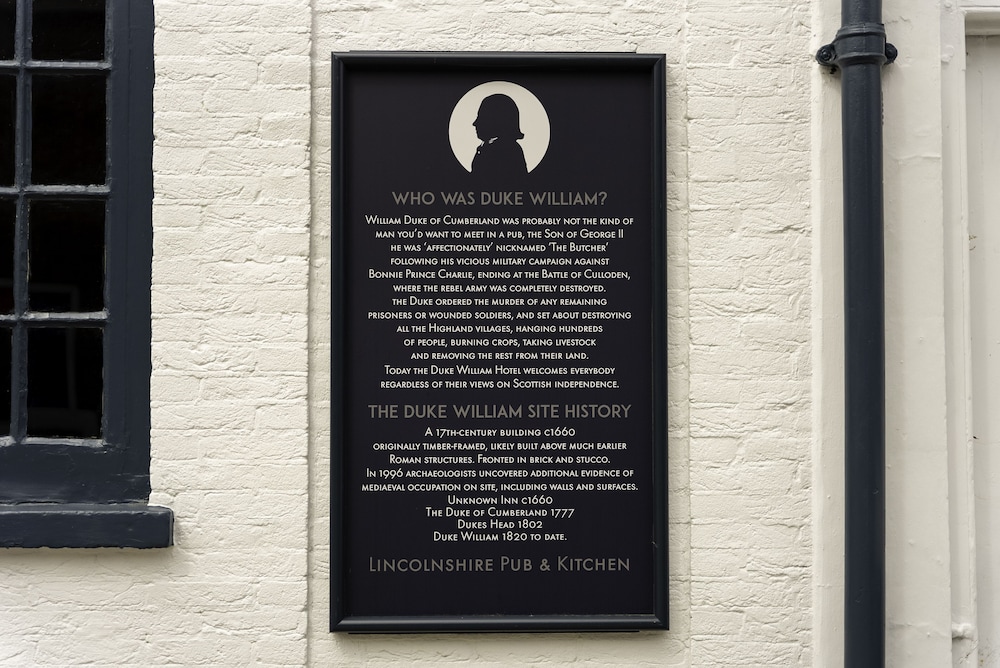 WHO WAS DUKE WILLIAM?
WILLIAM DUKE OF CUMBERLAND WAS PROBABLY NOT THE KIND OF
MAN YOU'D WANT TO MEET IN A PUB, THE SON OF GEORGE II
HE WAS 'AFFECTIONATELY' NICKNAMED 'THE BUTCHER'
FOLLOWING HIS VICIOUS MILITARY CAMPAIGN AGAINST
BONNIE PRINCE CHARLIE, ENDING AT THE BATTLE OF CULLODEN,
WHERE THE REBEL ARMY WAS COMPLETELY DESTROYED.
THE DUKE ORDERED THE MURDER OF ANY REMAINING
PRISONERS OR WOUNDED SOLDIERS, AND SET ABOUT DESTROYING
ALL THE HIGHLAND VILLAGES, HANGING HUNDREDS
OF PEOPLE, BURNING CROPS, TAKING LIVESTOCK
AND REMOVING THE REST FROM THEIR LAND.
TODAY THE DUKE WILLIAM HOTEL WELCOMES EVERYBODY
REGARDLESS OF THEIR VIEWS ON SCOTTISH INDEPENDENCE.
THE DUKE WILLIAM SITE HISTORY
A 17TH-CENTURY BUILDING C1660
ORIGINALLY TIMBER-FRAMED, LIKELY BUILT ABOVE MUCH EARLIER
ROMAN STRUCTURES. FRONTED IN BRICK AND STUCCO.
IN 1996 ARCHAEOLOGISTS UNCOVERED ADDITIONAL EVIDENCE OF
MEDIAEVAL OCCUPATION ON SITE, INCLUDING WALLS AND SURFACES.
UNKNOWN INN C1660
THE DUKE OF CUMBERLAND 1777
DUKES HEAD 1802
DUKE WILLIAM 1820 TO DATE.
LINCOLNSHIRE PUB & KITCHEN